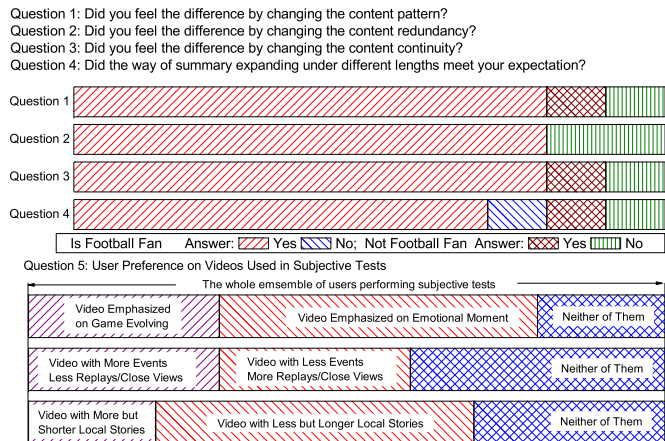 Question 1: Did you feel the difference by changing the content pattern?
Question 2: Did you feel the difference by changing the content redundancy?
Question 3: Did you feel the difference by changing the content continuity?
Question 4: Did the way of summary expanding under different lengths meet your expectation?
Question 1
Question 2
Question 3
Question 4
Is Football Fan Answer: Yes No; Not Football Fan Answer: Yes No
Question 5: User Preference on Videos Used in Subjective Tests
The whole emsemble of users performing subjective tests
Video Emphasized
on Game Evolving
Video Emphasized on Emotional Moment
Neither of Them
Video with More Events
Less Replays/Close Views
Video with Less Events
More Replays/Close Views
Neither of Them
Video with More but
Shorter Local Stories
Video with Less but Longer Local Stories
Neither of Them